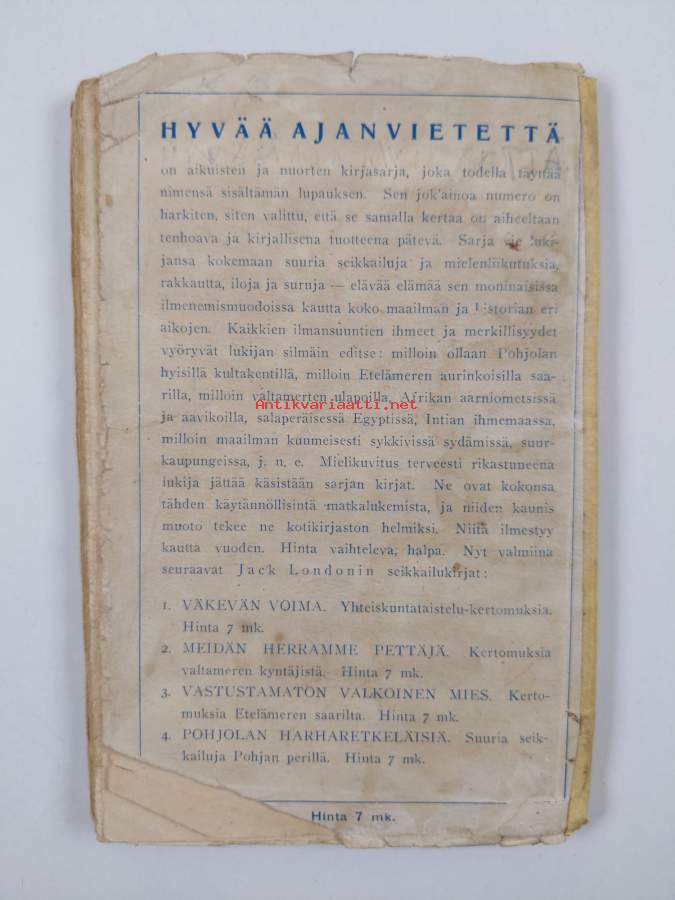 HYVÄÄ AJANVIETETTÄ
on aikuisten ja nuorten kirjasarja, joka todella täyttää
nimensä sisältämän lupauksen. Sen jok'ainoa numero on
harkiten, siten valittu, että se samalla kertaa on aiheeltaan
tenhoava ja kirjallisena tuotteena pätevä. Sarja vie luki-
jansa kokemaan suuria seikkailuja ja mielenliikutuksia,
rakkautta, iloja ja suruja — elävää elämää sen moninaisissa
ilmenemismuodoissa kautta koko maailman ja historian eri
aikojen. Kaikkien ilmansuuntien ihmeet ja merkillisyydet
vyöryvät lukijan silmäin editse: milloin ollaan Pohjolan
hyisillä kultakentillä, milloin Etelämeren aurinkoisilla saa-
rilla, milloin valtamerten ulapoilla, Afrikan aarniometsissä
Antikvariaatti.net
ja aavikoilla, salaperäisessä Egyptissä, Intian ihmemaassa,
milloin maailman kuumeisesti sykkivissä sydämissä, suur-
kaupungeissa, j. n. e. Mielikuvitus terveesti rikastuneena
lukija jättää käsistään sarjan kirjat. Ne ovat kokonsa
tähden käytännöllisintä matkalukemista, ja niiden kaunis
muoto tekee ne kotikirjaston helmiksi. Niitä ilmestyy
kautta vuoden. Hinta vaihteleva, halpa. Nyt valmiina
seuraavat Jack Londonin seikkailukirjat:
1. VÄKEVÄN VOIMA. Yhteiskuntataistelu-kertomuksia.
Hinta 7 mk.
2. MEIDÄN HERRAMME PETTÄJÄ. Kertomuksia
valtameren kyntäjistä. Hinta 7 mk.
3. VASTUSTAMATON VALKOINEN MIES. Kerto-
muksia Etelämeren saarilta. Hinta 7 mk.
4. POHJOLAN HARHARETKELÄISIÄ. Suuria seik-
kailuja Pohjan perillä. Hinta 7 mk.
Hinta 7 mk.